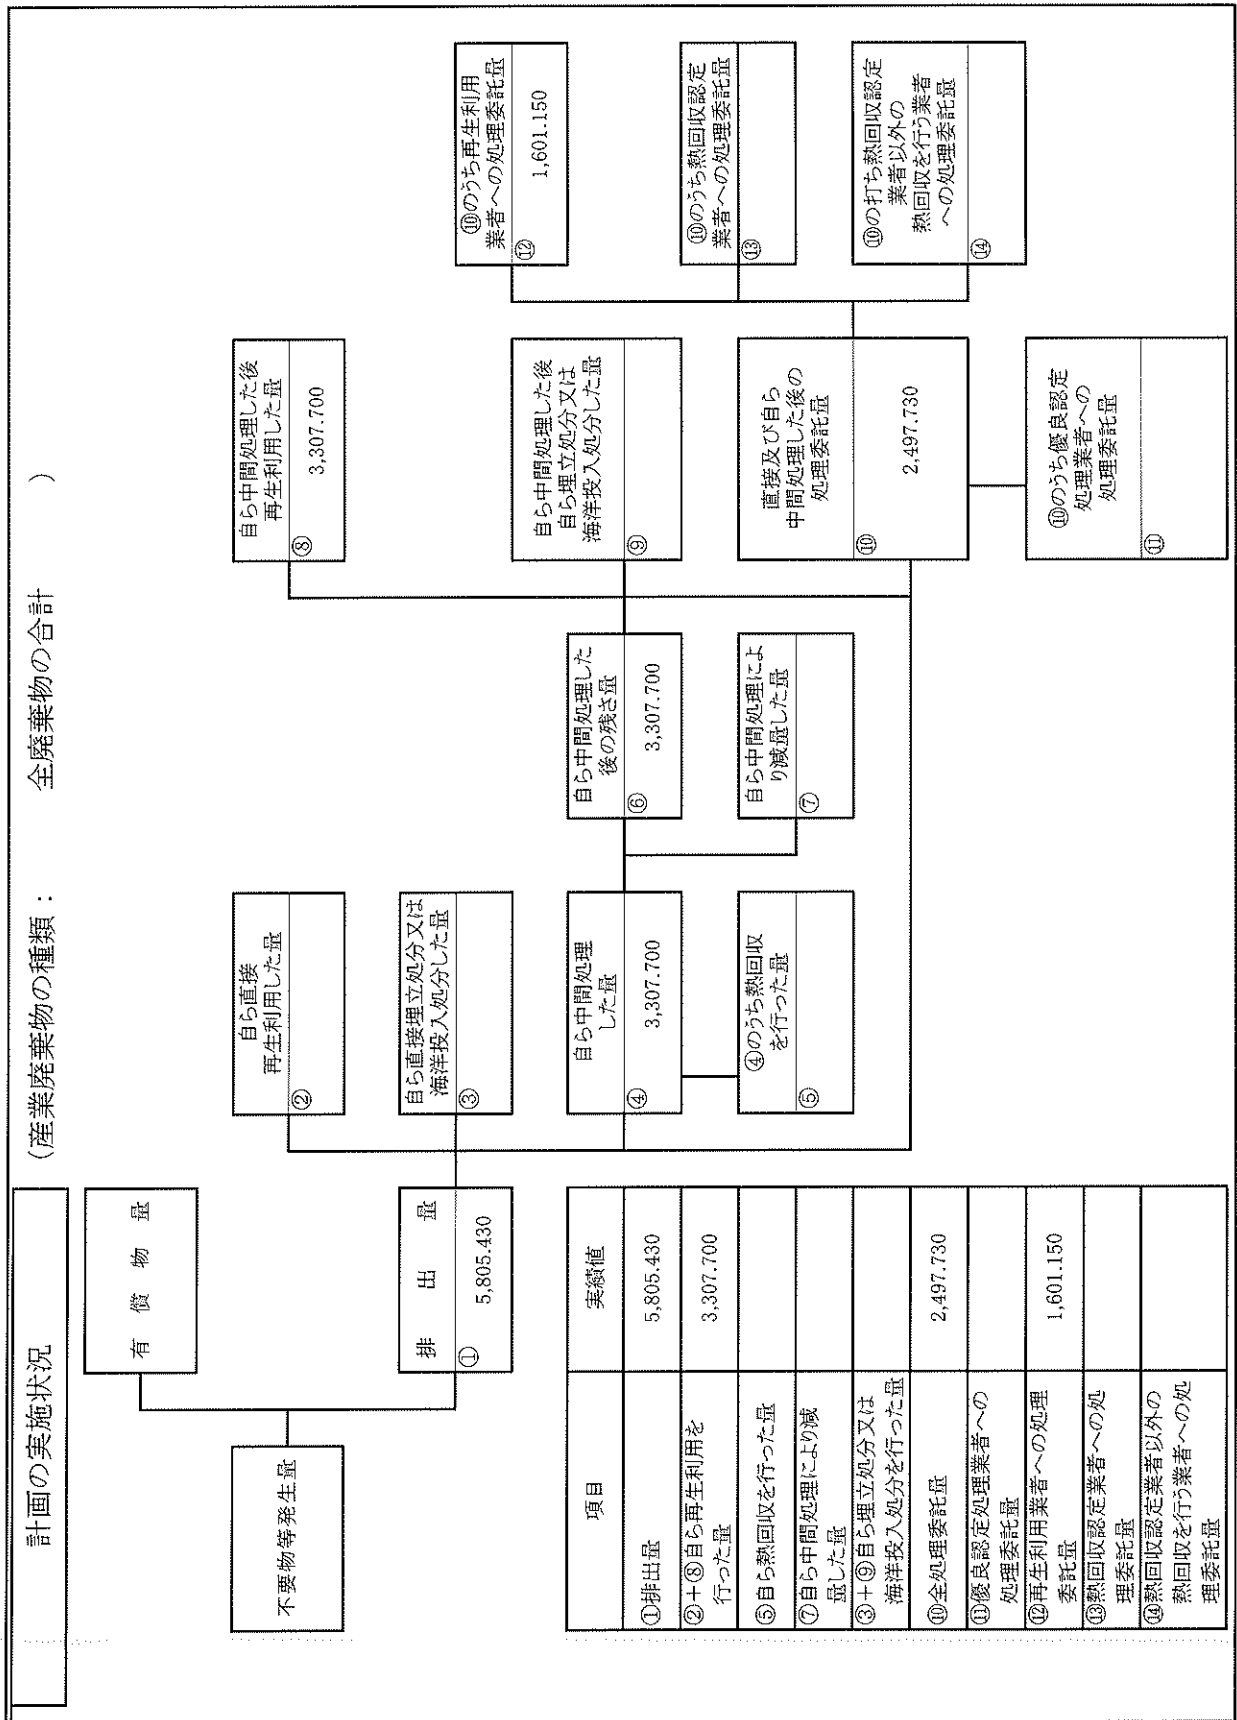 計画の実施状況
（産業廃棄物の種類： 全廃棄物の合計 ）
不要物等発生量
有償物量
排出量
① 5,805.430
自ら直接
再生利用した量
②
自ら直接埋立処分又は
海洋投入処分した量
③
自ら中間処理
した量
④ 3,307.700
④のうち熱回収
を行った量
⑤
自ら中間処理した
後の残さ量
⑥ 3,307.700
自ら中間処理によ
り減量した量
⑦
自ら中間処理した後
再生利用した量
⑧ 3,307.700
自ら中間処理した後
自ら埋立処分又は
海洋投入処分した量
⑨
直接及び自ら
中間処理した後の
処理委託量
⑩ 2,497.730
⑩のうち優良認定
処理業者への
処理委託量
⑪
⑩のうち再生利用
業者への処理委託量
⑫ 1,601.150
⑩のうち熱回収認定
業者への処理委託量
⑬
⑩の打ち熱回収認定
業者以外の
熱回収を行う業者
への処理委託量
⑭
項目 実績値
①排出量 5,805.430
②＋⑧自ら再生利用を
行った量 3,307.700
⑤自ら熱回収を行った量
⑦自ら中間処理により減
量した量
③＋⑨自ら埋立処分又は
海洋投入処分を行った量
⑩全処理委託量 2,497.730
⑪優良認定処理業者への
処理委託量
⑫再生利用業者への処理
委託量 1,601.150
⑬熱回収認定業者への処
理委託量
⑭熱回収認定業者以外の
熱回収を行う業者への処
理委託量